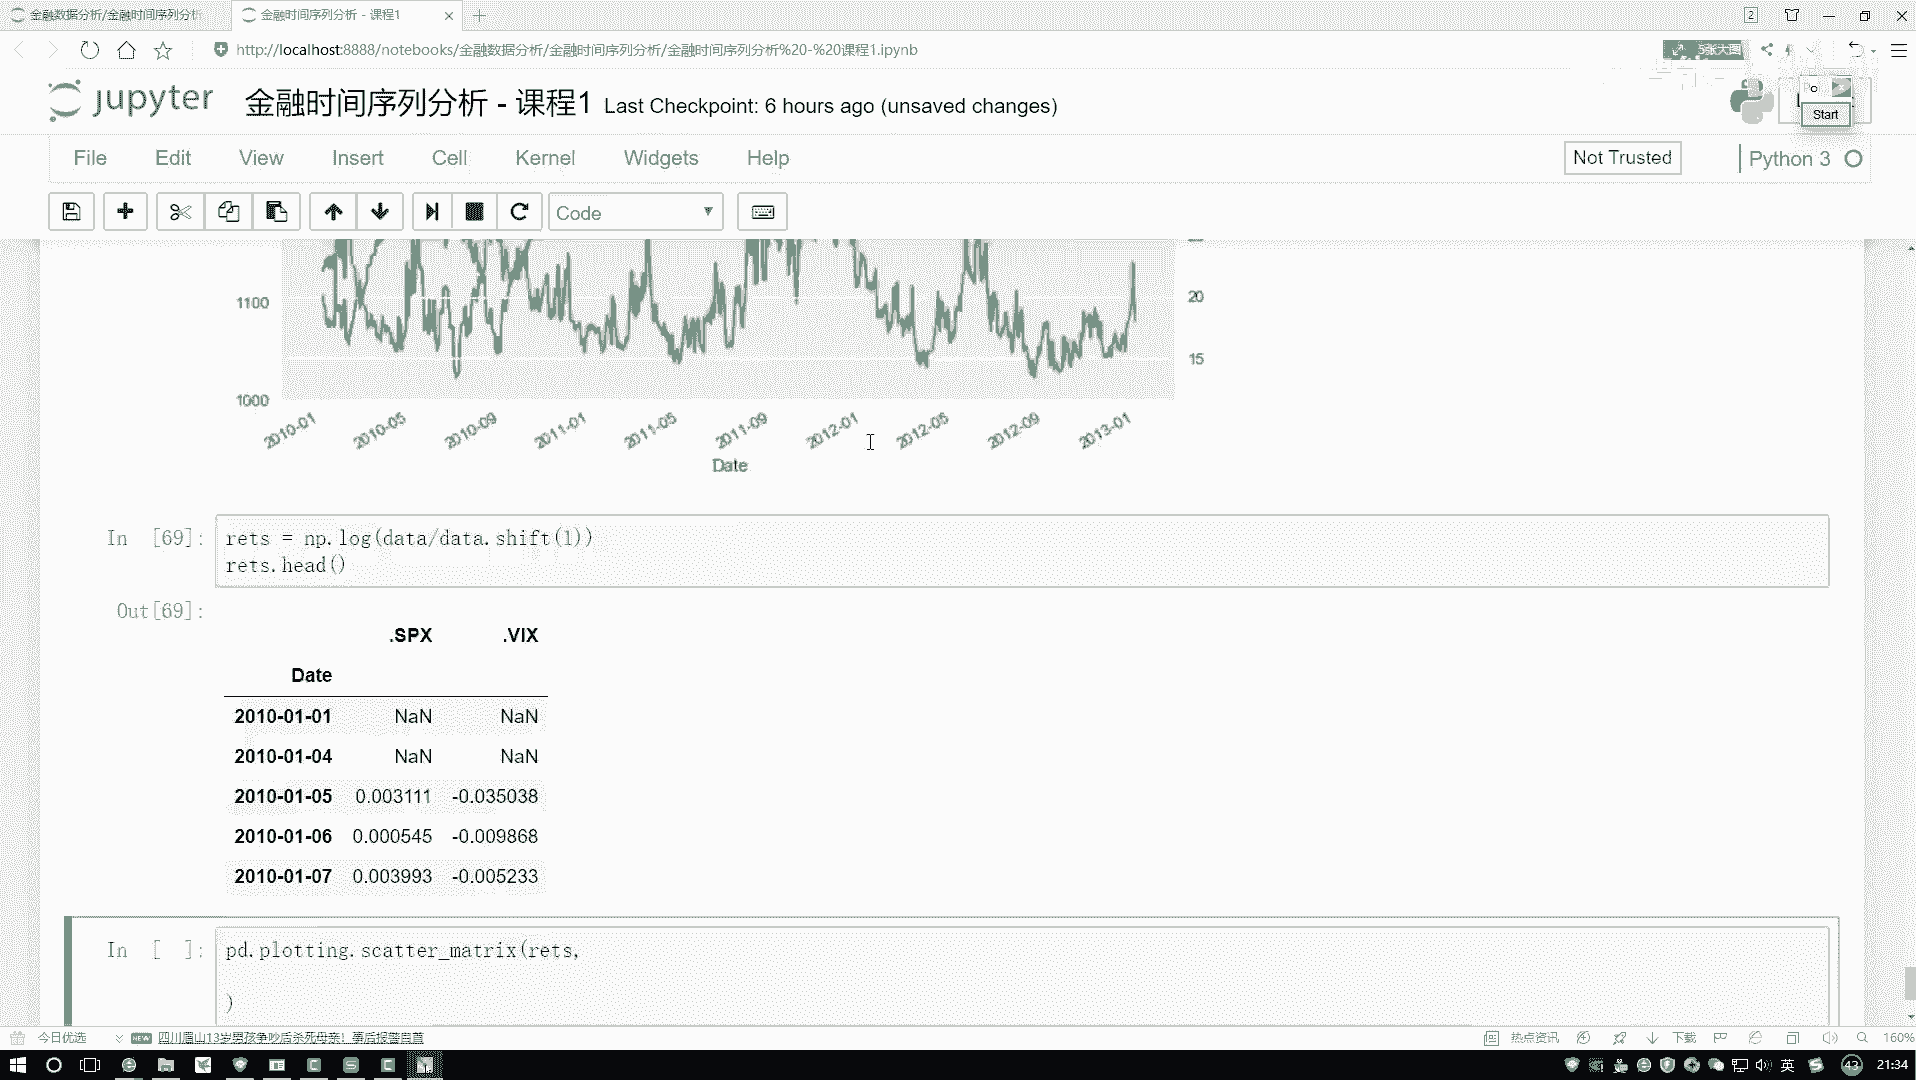 金融数据分析/金融时间序列分析
金融时间序列分析 - 课程1
2
http://localhost:8888/notebooks/金融数据分析/金融时间序列分析/金融时间序列分析%20-%20课程1.ipynb
5张大图
jupyter 金融时间序列分析 - 课程1 Last Checkpoint: 6 hours ago (unsaved changes)
Start
File Edit View Insert Cell Kernel Widgets Help
Not Trusted
Python 3
Code
1100
20
15
1000
2010-01 2010-05 2010-09 2011-01 2011-05 2011-09 2012-01 2012-05 2012-09 2013-01
Date
In [69]: rets = np.log(data/data.shift(1))
rets.head()
Out[69]:
.SPX .VIX
Date
2010-01-01 NaN NaN
2010-01-04 NaN NaN
2010-01-05 0.003111 -0.035038
2010-01-06 0.000545 -0.009868
2010-01-07 0.003993 -0.005233
In [ ]: pd.plotting.scatter_matrix(rets,
)
今日优选
NEW 四川眉山13岁男孩争吵后杀死母亲！事后报警自首
热点资讯
下载
160%
英
43
21:34